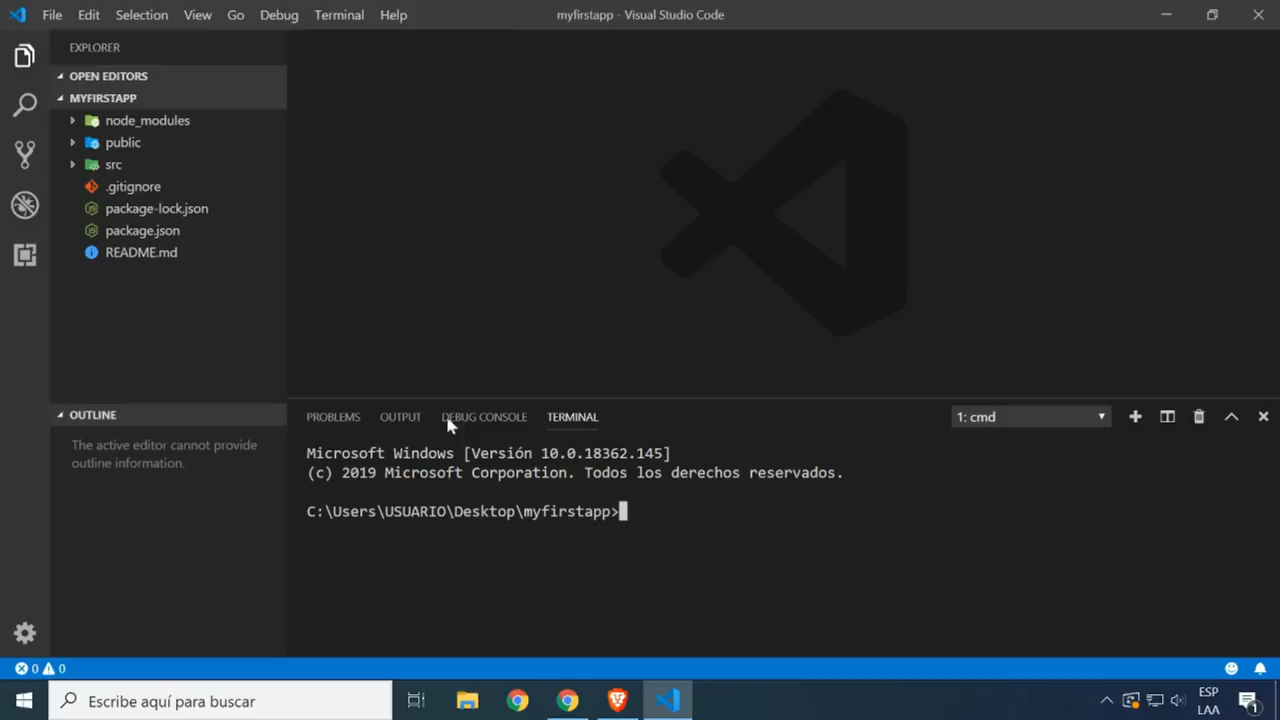 File Edit Selection View Go Debug Terminal Help
myfirstapp - Visual Studio Code
EXPLORER
OPEN EDITORS
MYFIRSTAPP
node_modules
public
src
.gitignore
package-lock.json
package.json
README.md
OUTLINE
The active editor cannot provide
outline information.
PROBLEMS OUTPUT DEBUG CONSOLE TERMINAL
1: cmd
Microsoft Windows [Versión 10.0.18362.145]
(c) 2019 Microsoft Corporation. Todos los derechos reservados.
C:\Users\USUARIO\Desktop\myfirstapp>
0 0
Escribe aquí para buscar
ESP
LAA
1